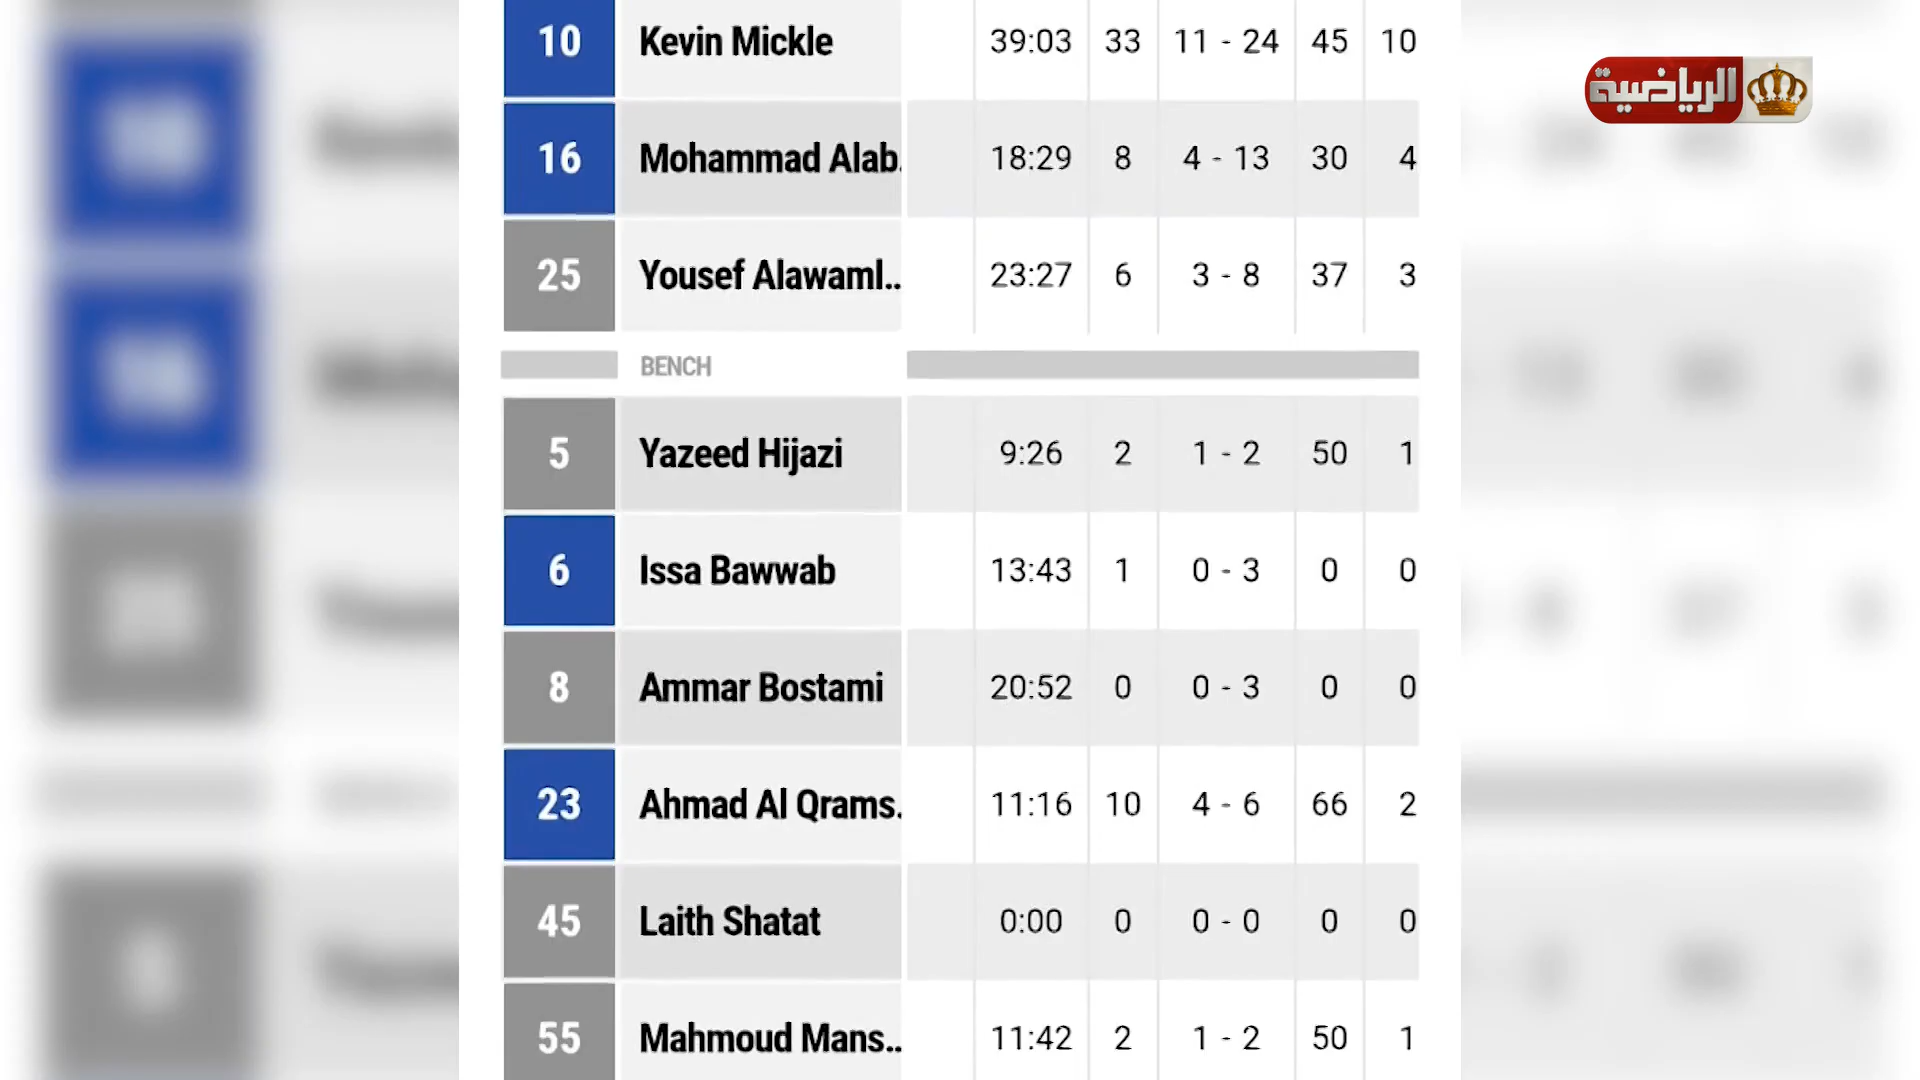 10 Kevin Mickle 39:03 33 11 - 24 45 10
الرياضية
16 Mohammad Alab. 18:29 8 4 - 13 30 4
25 Yousef Alawaml.. 23:27 6 3 - 8 37 3
BENCH
5 Yazeed Hijazi 9:26 2 1 - 2 50 1
6 Issa Bawwab 13:43 1 0 - 3 0 0
8 Ammar Bostami 20:52 0 0 - 3 0 0
23 Ahmad Al Qrams. 11:16 10 4 - 6 66 2
45 Laith Shatat 0:00 0 0 - 0 0 0
55 Mahmoud Mans.. 11:42 2 1 - 2 50 1